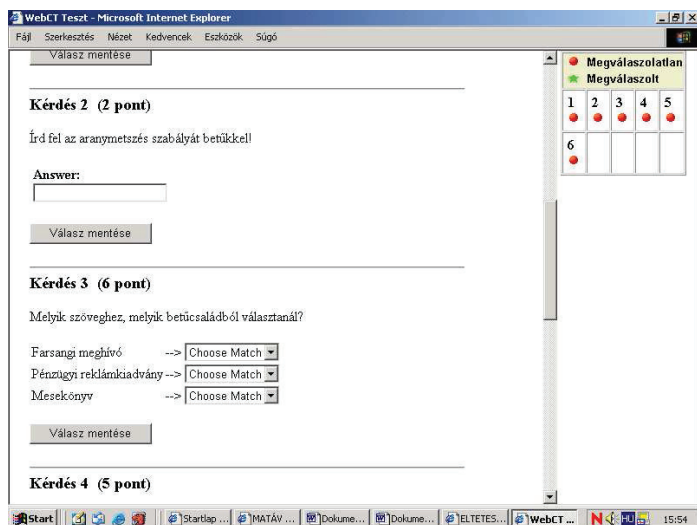 WebCT Teszt - Microsoft Internet Explorer
Fájl Szerkesztés Nézet Kedvencek Eszközök Súgó
Válasz mentése
Kérdés 2 (2 pont)
Írd fel az aranymetszés szabályát betűkkel!
Answer:
Válasz mentése
Kérdés 3 (6 pont)
Melyik szöveghez, melyik betűcsaládból választanál?
Farsangi meghívó --> Choose Match
Pénzügyi reklámkiadvány --> Choose Match
Mesekönyv --> Choose Match
Válasz mentése
Kérdés 4 (5 pont)
Megválaszolatlan
Megválaszolt
1 2 3 4 5
6
Start Startlap ... MATÁV ... Dokume... Dokume... ELTETES... WebCT ... N HU 15:54